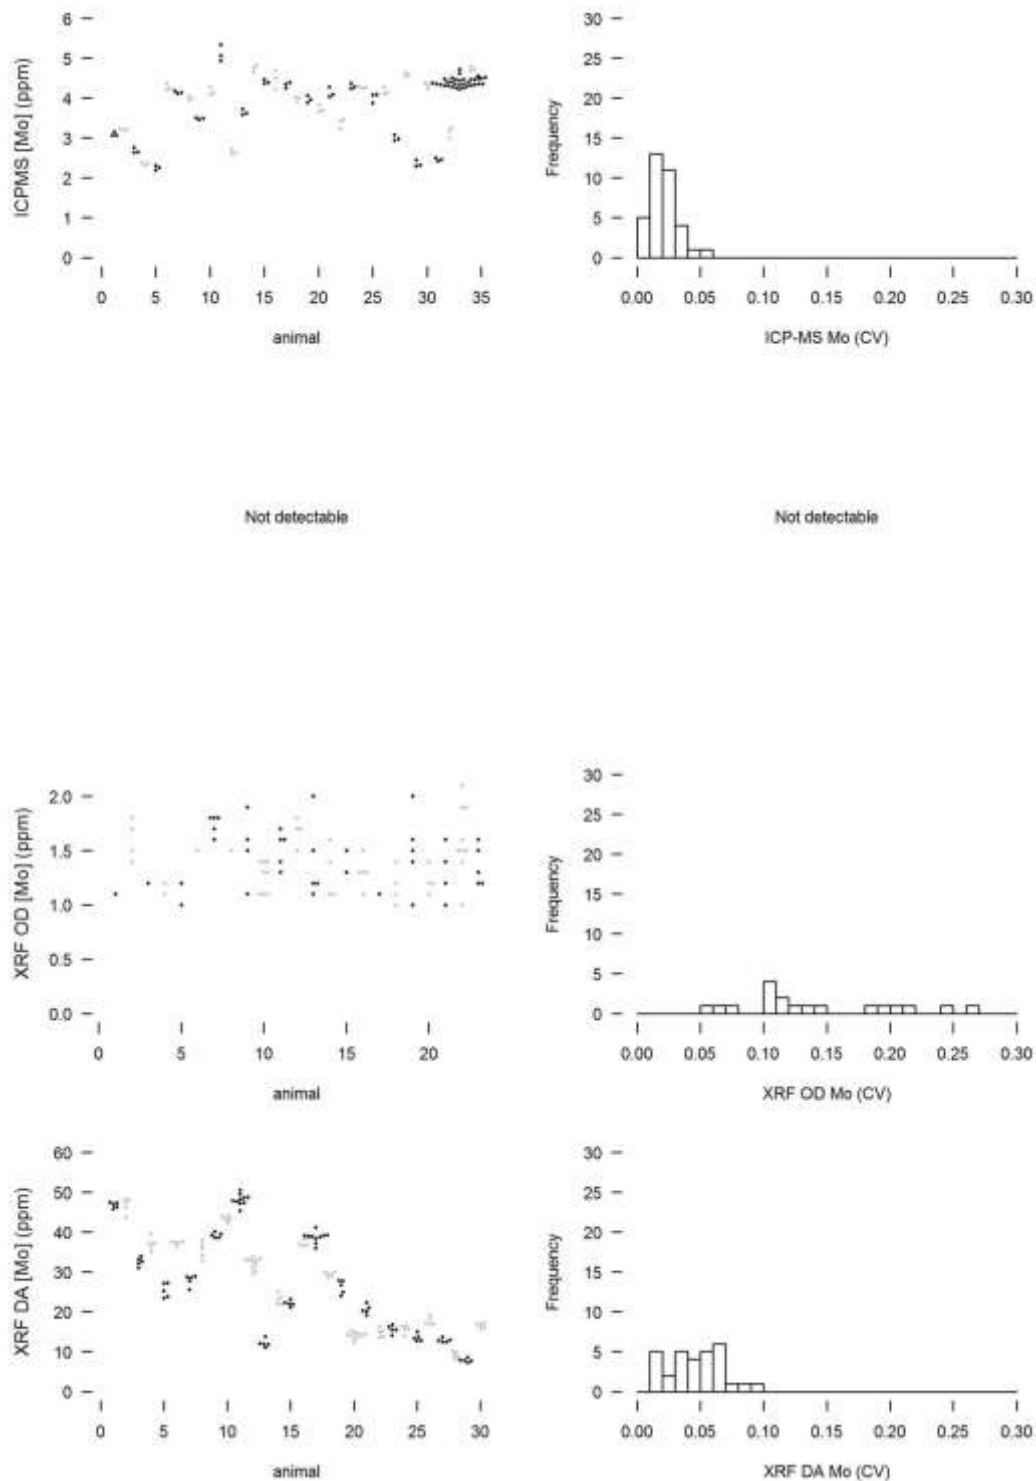 ICPMS [Mo] (ppm)
6
5
4
3
2
1
0
0 5 10 15 20 25 30 35
animal
Frequency
30
25
20
15
10
5
0
0.00 0.05 0.10 0.15 0.20 0.25 0.30
ICP-MS Mo (CV)
Not detectable
Not detectable
XRF OD [Mo] (ppm)
2.0
1.5
1.0
0.5
0.0
0 5 10 15 20
animal
Frequency
30
25
20
15
10
5
0
0.00 0.05 0.10 0.15 0.20 0.25 0.30
XRF OD Mo (CV)
XRF DA [Mo] (ppm)
60
50
40
30
20
10
0
0 5 10 15 20 25 30
animal
Frequency
30
25
20
15
10
5
0
0.00 0.05 0.10 0.15 0.20 0.25 0.30
XRF DA Mo (CV)